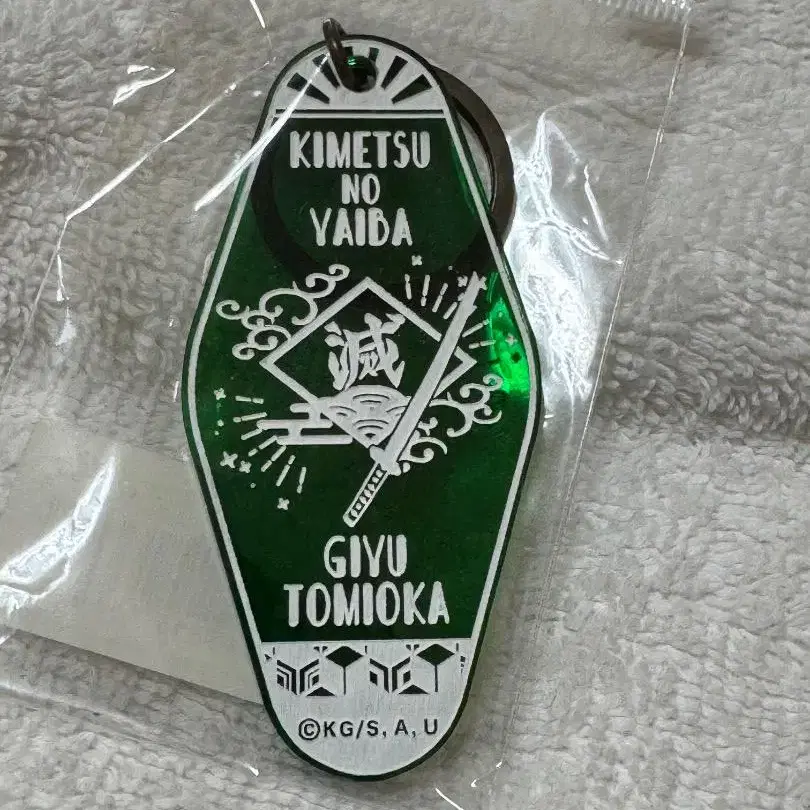 KIMETSU
NO
YAIBA
滅
GIYU
TOMIOKA
©KG/S, A, U